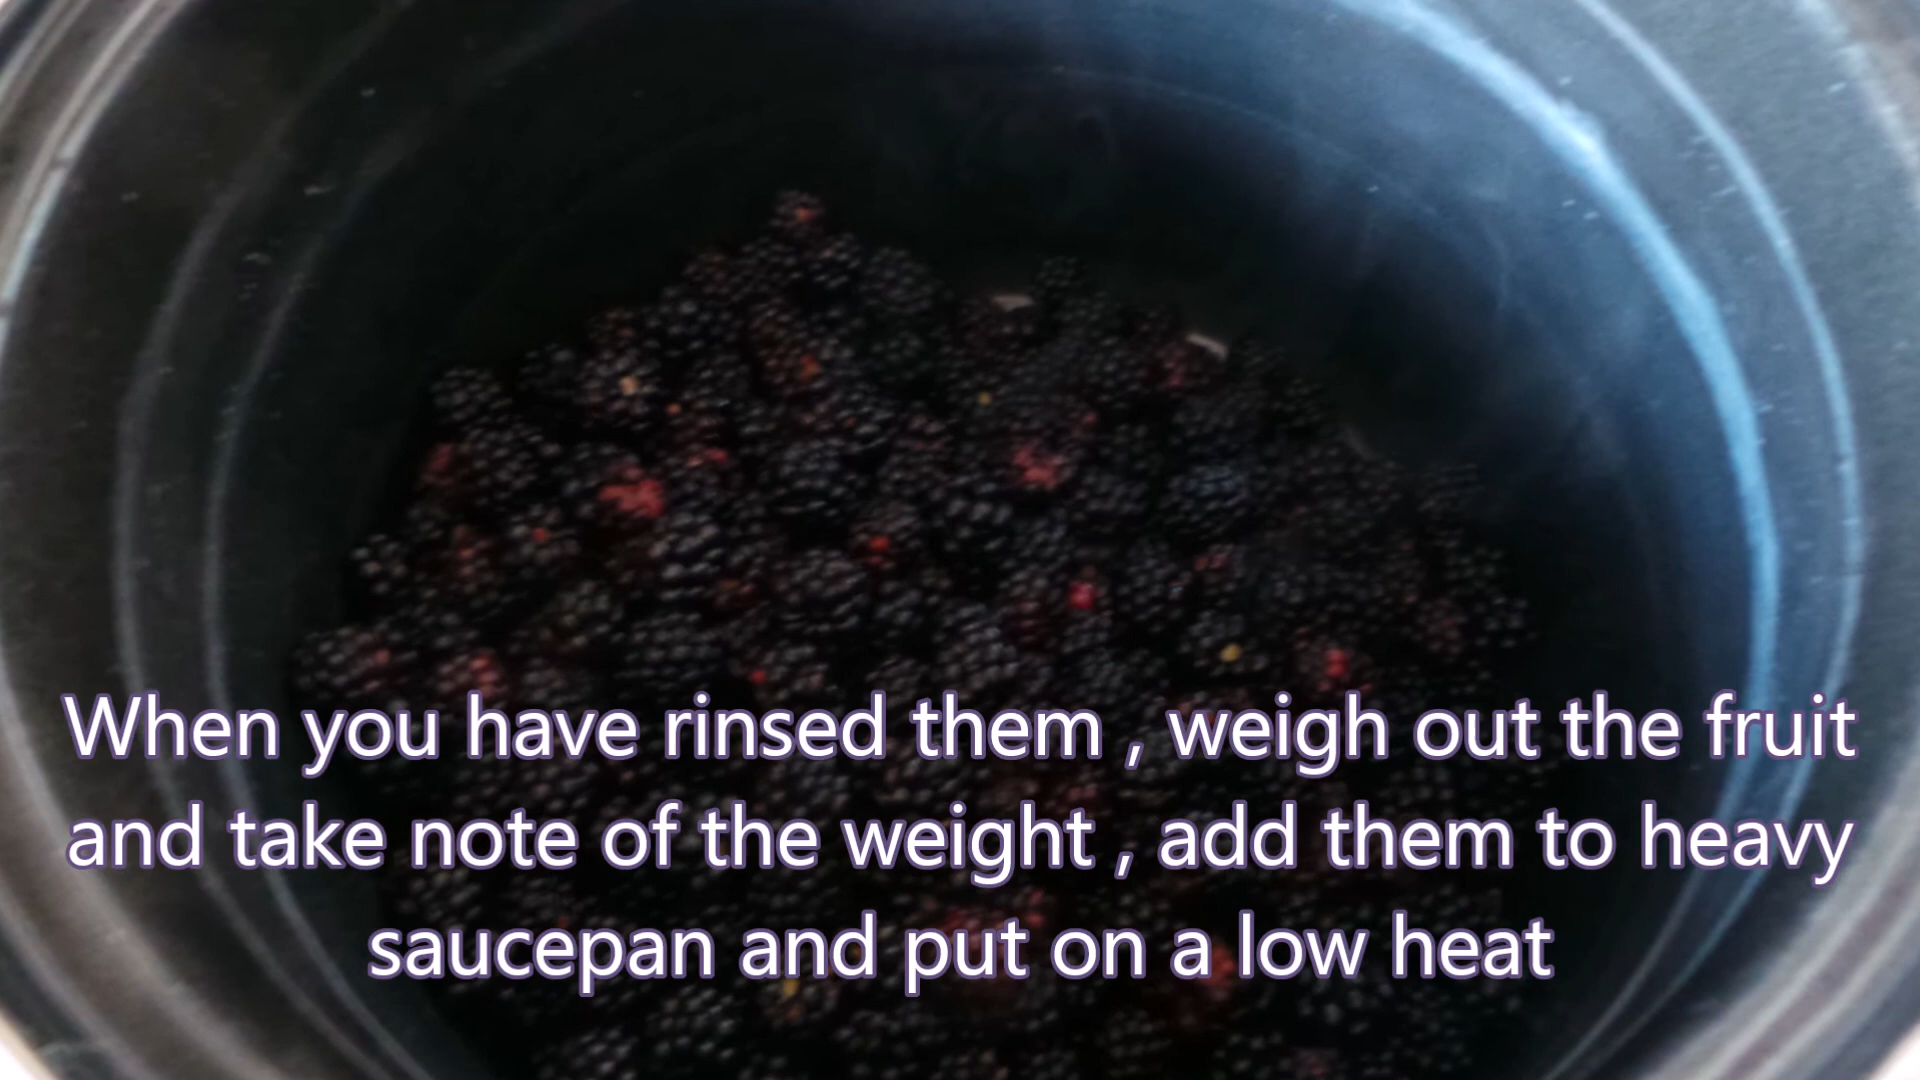 When you have rinsed them , weigh out the fruit
and take note of the weight , add them to heavy
saucepan and put on a low heat